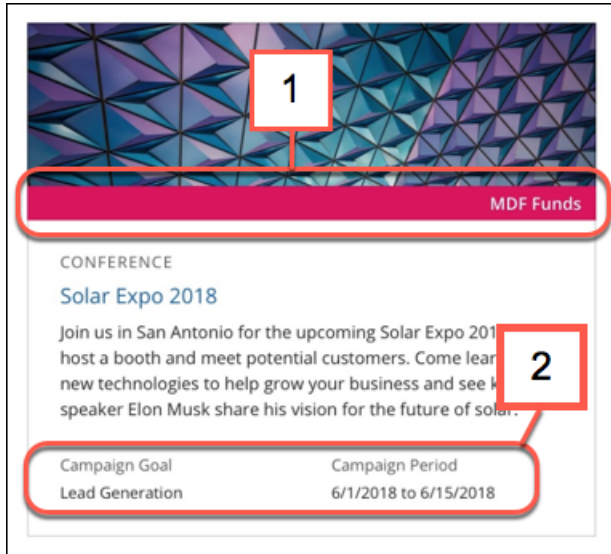 1
MDF Funds
CONFERENCE
Solar Expo 2018
Join us in San Antonio for the upcoming Solar Expo
host a booth and meet potential customers. Come
new technologies to help grow your business and see
speaker Elon Musk share his vision for the future of solar.
2
Campaign Goal
Campaign Period
Lead Generation
6/1/2018 to 6/15/2018